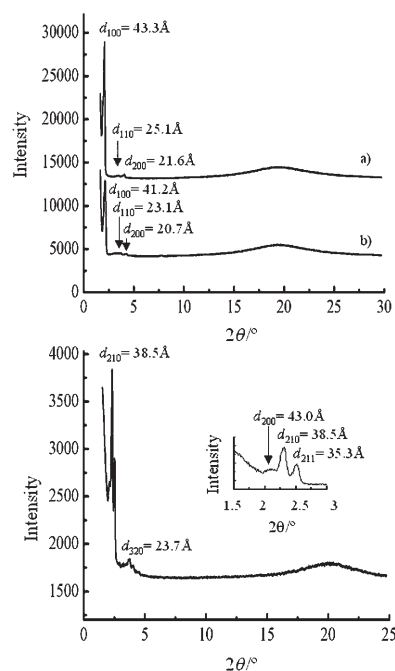 30000
25000
20000
15000
10000
5000
0
Intensity
d100= 43.3Å
d110= 25.1Å
d200= 21.6Å
a)
d100= 41.2Å
d110= 23.1Å
d200= 20.7Å
b)
0 5 10 15 20 25 30
2θ/°
4000
3500
3000
2500
2000
1500
Intensity
d210= 38.5Å
d320= 23.7Å
d200= 43.0Å
d210= 38.5Å
d211= 35.3Å
Intensity
1.5 2 2.5 3
2θ/°
0 5 10 15 20 25
2θ/°